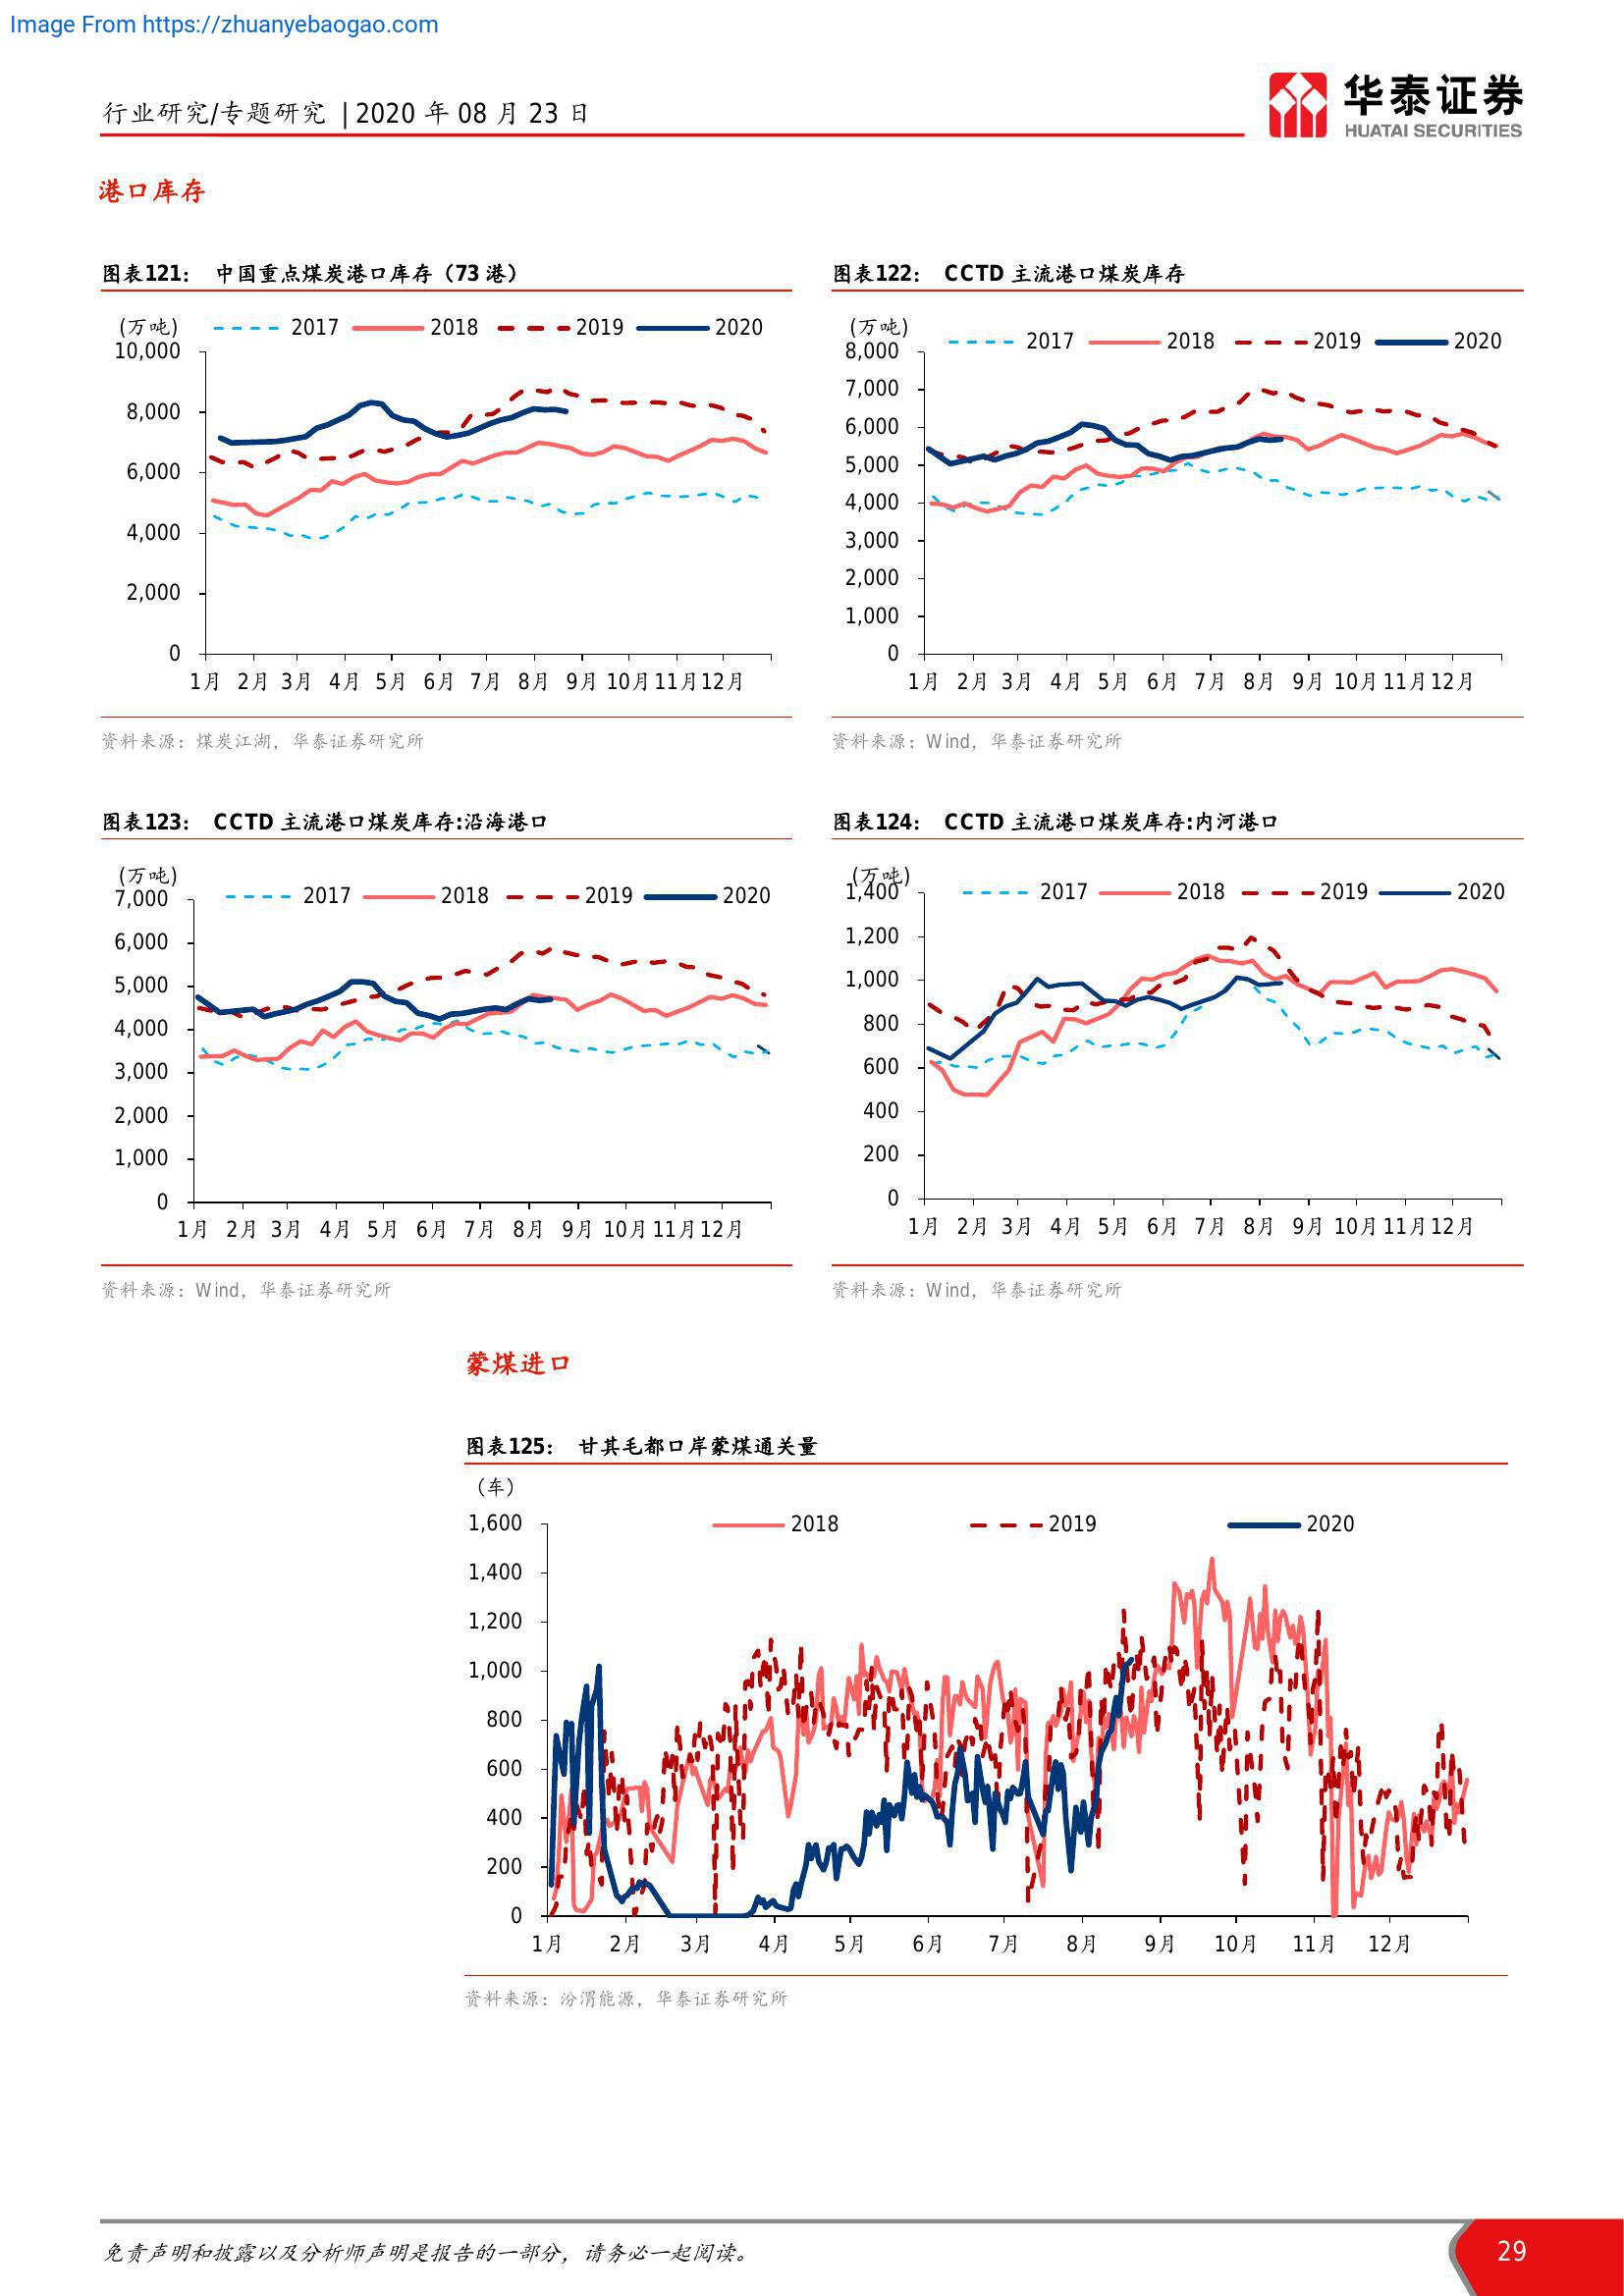 Image From https://zhuanyebaogao.com
行业研究/专题研究 | 2020 年 08 月 23 日
华泰证券
HUATAI SECURITIES
港口库存
图表121： 中国重点煤炭港口库存（73 港）
(万吨)
2017 2018 2019 2020
10,000
8,000
6,000
4,000
2,000
0
1月 2月 3月 4月 5月 6月 7月 8月 9月 10月 11月 12月
资料来源：煤炭江湖，华泰证券研究所
图表122： CCTD 主流港口煤炭库存
(万吨)
2017 2018 2019 2020
8,000
7,000
6,000
5,000
4,000
3,000
2,000
1,000
0
1月 2月 3月 4月 5月 6月 7月 8月 9月 10月 11月 12月
资料来源：Wind，华泰证券研究所
图表123： CCTD 主流港口煤炭库存:沿海港口
(万吨)
2017 2018 2019 2020
7,000
6,000
5,000
4,000
3,000
2,000
1,000
0
1月 2月 3月 4月 5月 6月 7月 8月 9月 10月 11月 12月
资料来源：Wind，华泰证券研究所
图表124： CCTD 主流港口煤炭库存:内河港口
(万吨)
2017 2018 2019 2020
1,400
1,200
1,000
800
600
400
200
0
1月 2月 3月 4月 5月 6月 7月 8月 9月 10月 11月 12月
资料来源：Wind，华泰证券研究所
蒙煤进口
图表125： 甘其毛都口岸蒙煤通关量
（车）
2018 2019 2020
1,600
1,400
1,200
1,000
800
600
400
200
0
1月 2月 3月 4月 5月 6月 7月 8月 9月 10月 11月 12月
资料来源：汾渭能源，华泰证券研究所
免责声明和披露以及分析师声明是报告的一部分，请务必一起阅读。
29